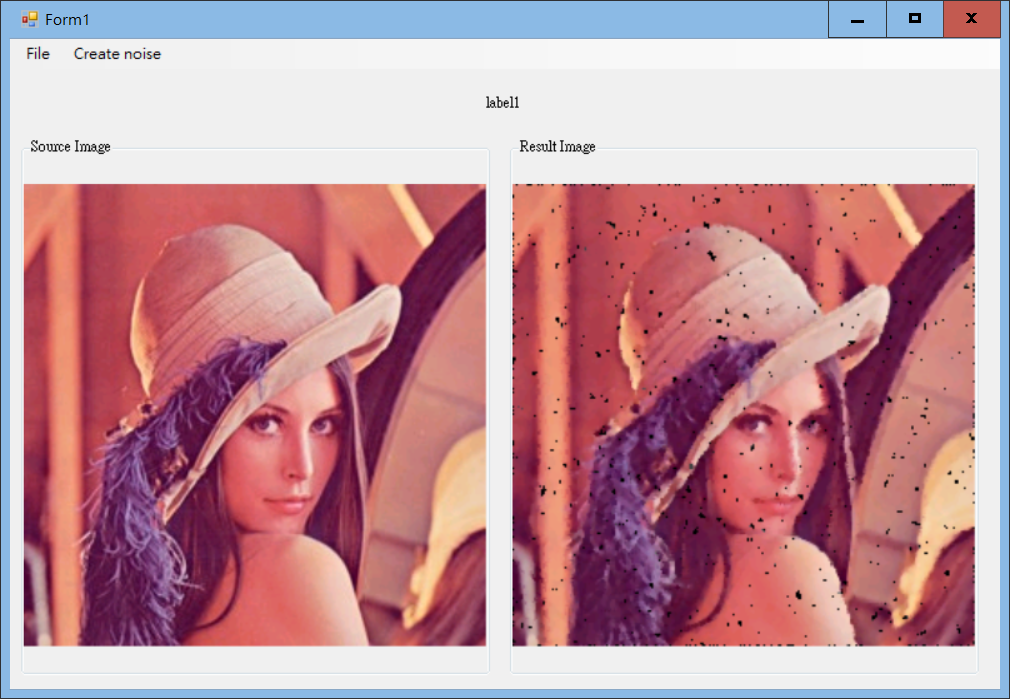 Form1
File Create noise
label1
Source Image
Result Image